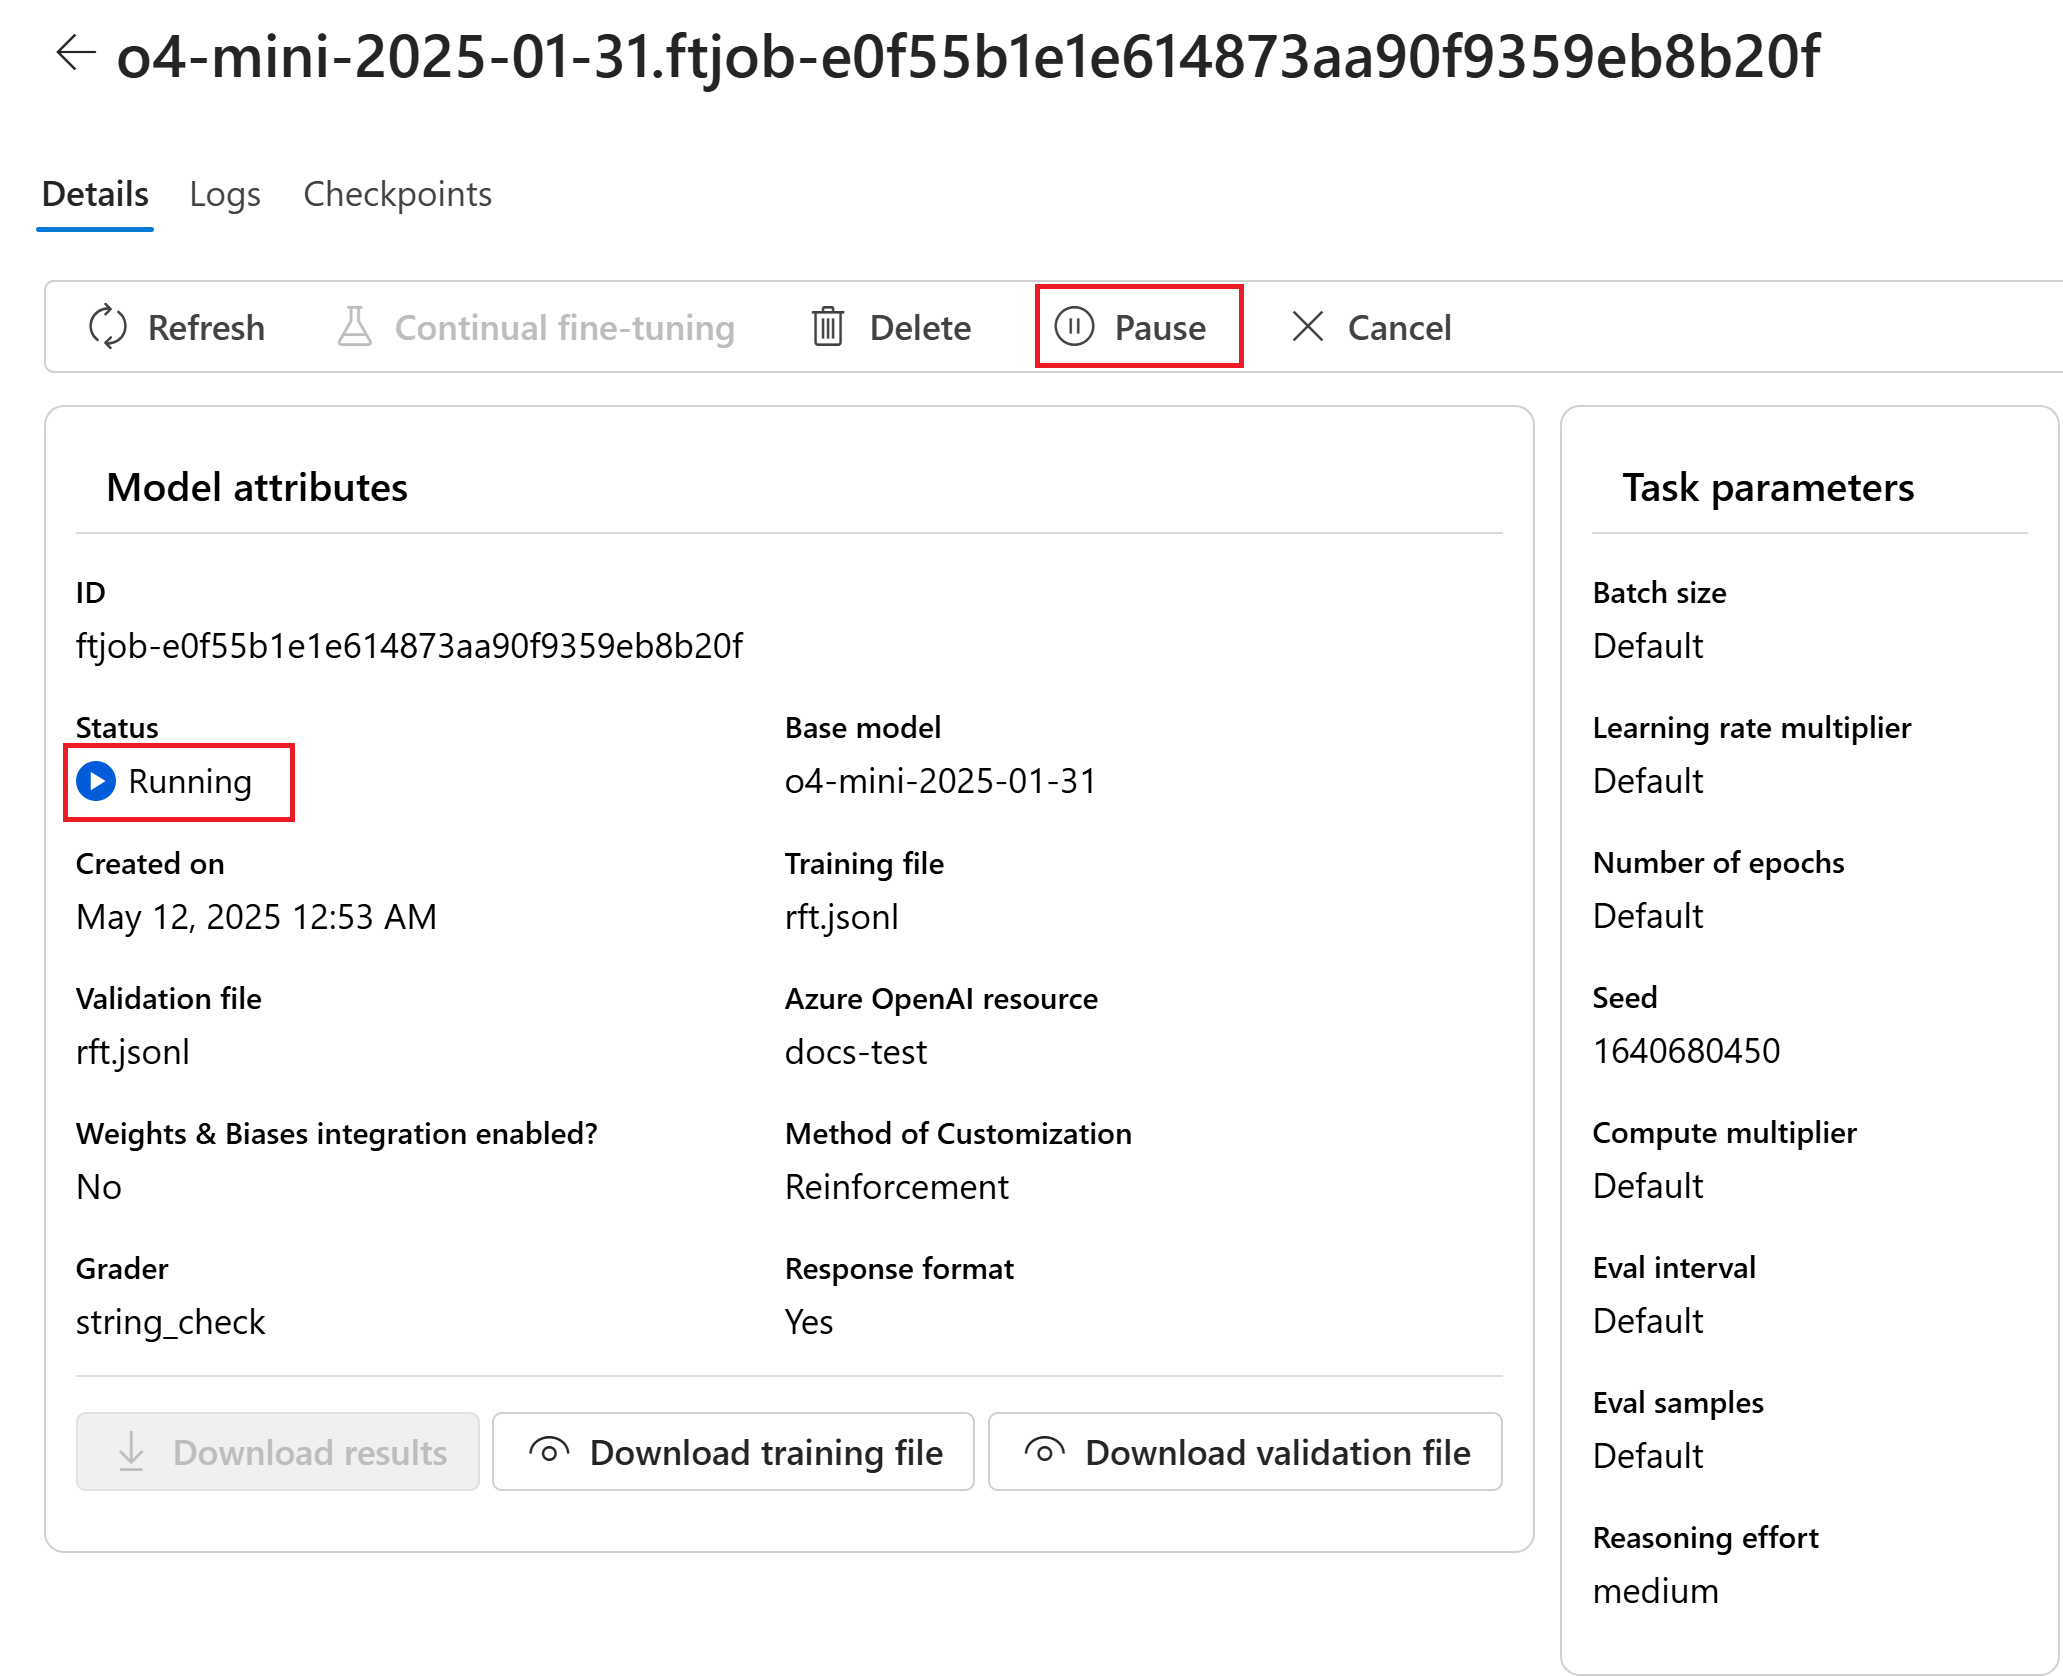 o4-mini-2025-01-31.ftjob-e0f55b1e1e614873aa90f9359eb8b20f
Details Logs Checkpoints
Refresh Continual fine-tuning Delete Pause Cancel
Model attributes
ID
ftjob-e0f55b1e1e614873aa90f9359eb8b20f
Status Base model
Running o4-mini-2025-01-31
Created on Training file
May 12, 2025 12:53 AM rft.jsonl
Validation file Azure OpenAI resource
rft.jsonl docs-test
Weights & Biases integration enabled? Method of Customization
No Reinforcement
Grader Response format
string_check Yes
Download results Download training file Download validation file
Task parameters
Batch size
Default
Learning rate multiplier
Default
Number of epochs
Default
Seed
1640680450
Compute multiplier
Default
Eval interval
Default
Eval samples
Default
Reasoning effort
medium